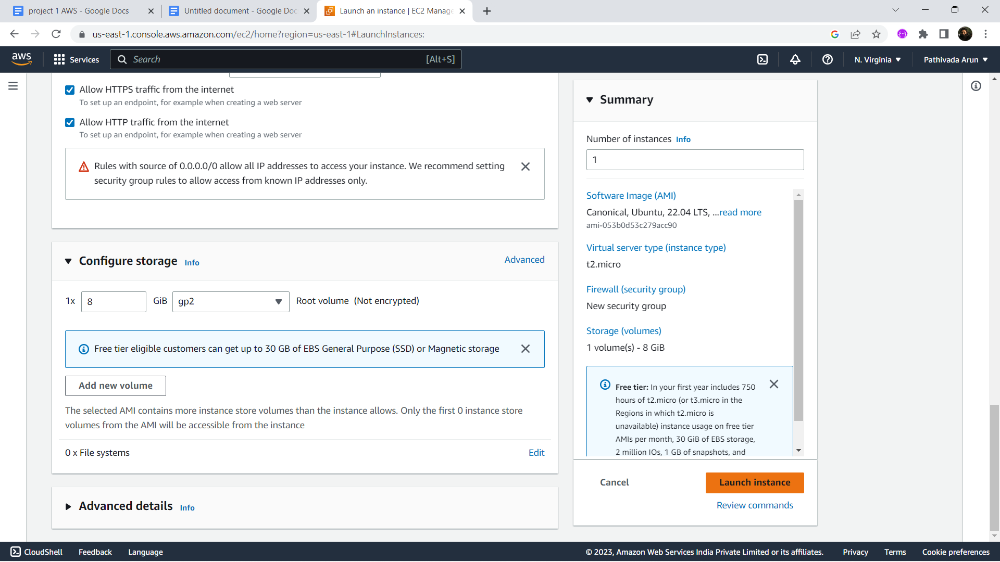 project 1 AWS - Google Docs
Untitled document - Google Doc
Launch an instance | EC2 Manage
us-east-1.console.aws.amazon.com/ec2/home?region=us-east-1#LaunchInstances:
aws
Services
Search
[Alt+S]
N. Virginia
Pathivada Arun
Allow HTTPS traffic from the internet
To set up an endpoint, for example when creating a web server
Allow HTTP traffic from the internet
To set up an endpoint, for example when creating a web server
Rules with source of 0.0.0.0/0 allow all IP addresses to access your instance. We recommend setting
security group rules to allow access from known IP addresses only.
Configure storage Info
Advanced
1x 8 GiB gp2 Root volume (Not encrypted)
Free tier eligible customers can get up to 30 GB of EBS General Purpose (SSD) or Magnetic storage
Add new volume
The selected AMI contains more instance store volumes than the instance allows. Only the first 0 instance store
volumes from the AMI will be accessible from the instance
0 x File systems
Edit
Advanced details Info
Summary
Number of instances Info
1
Software Image (AMI)
Canonical, Ubuntu, 22.04 LTS, ...read more
ami-053b0d53c279acc90
Virtual server type (instance type)
t2.micro
Firewall (security group)
New security group
Storage (volumes)
1 volume(s) - 8 GiB
Free tier: In your first year includes 750
hours of t2.micro (or t3.micro in the
Regions in which t2.micro is
unavailable) instance usage on free tier
AMIs per month, 30 GiB of EBS storage,
2 million IOs, 1 GB of snapshots, and
Cancel
Launch instance
Review commands
CloudShell
Feedback
Language
© 2023, Amazon Web Services India Private Limited or its affiliates.
Privacy
Terms
Cookie preferences